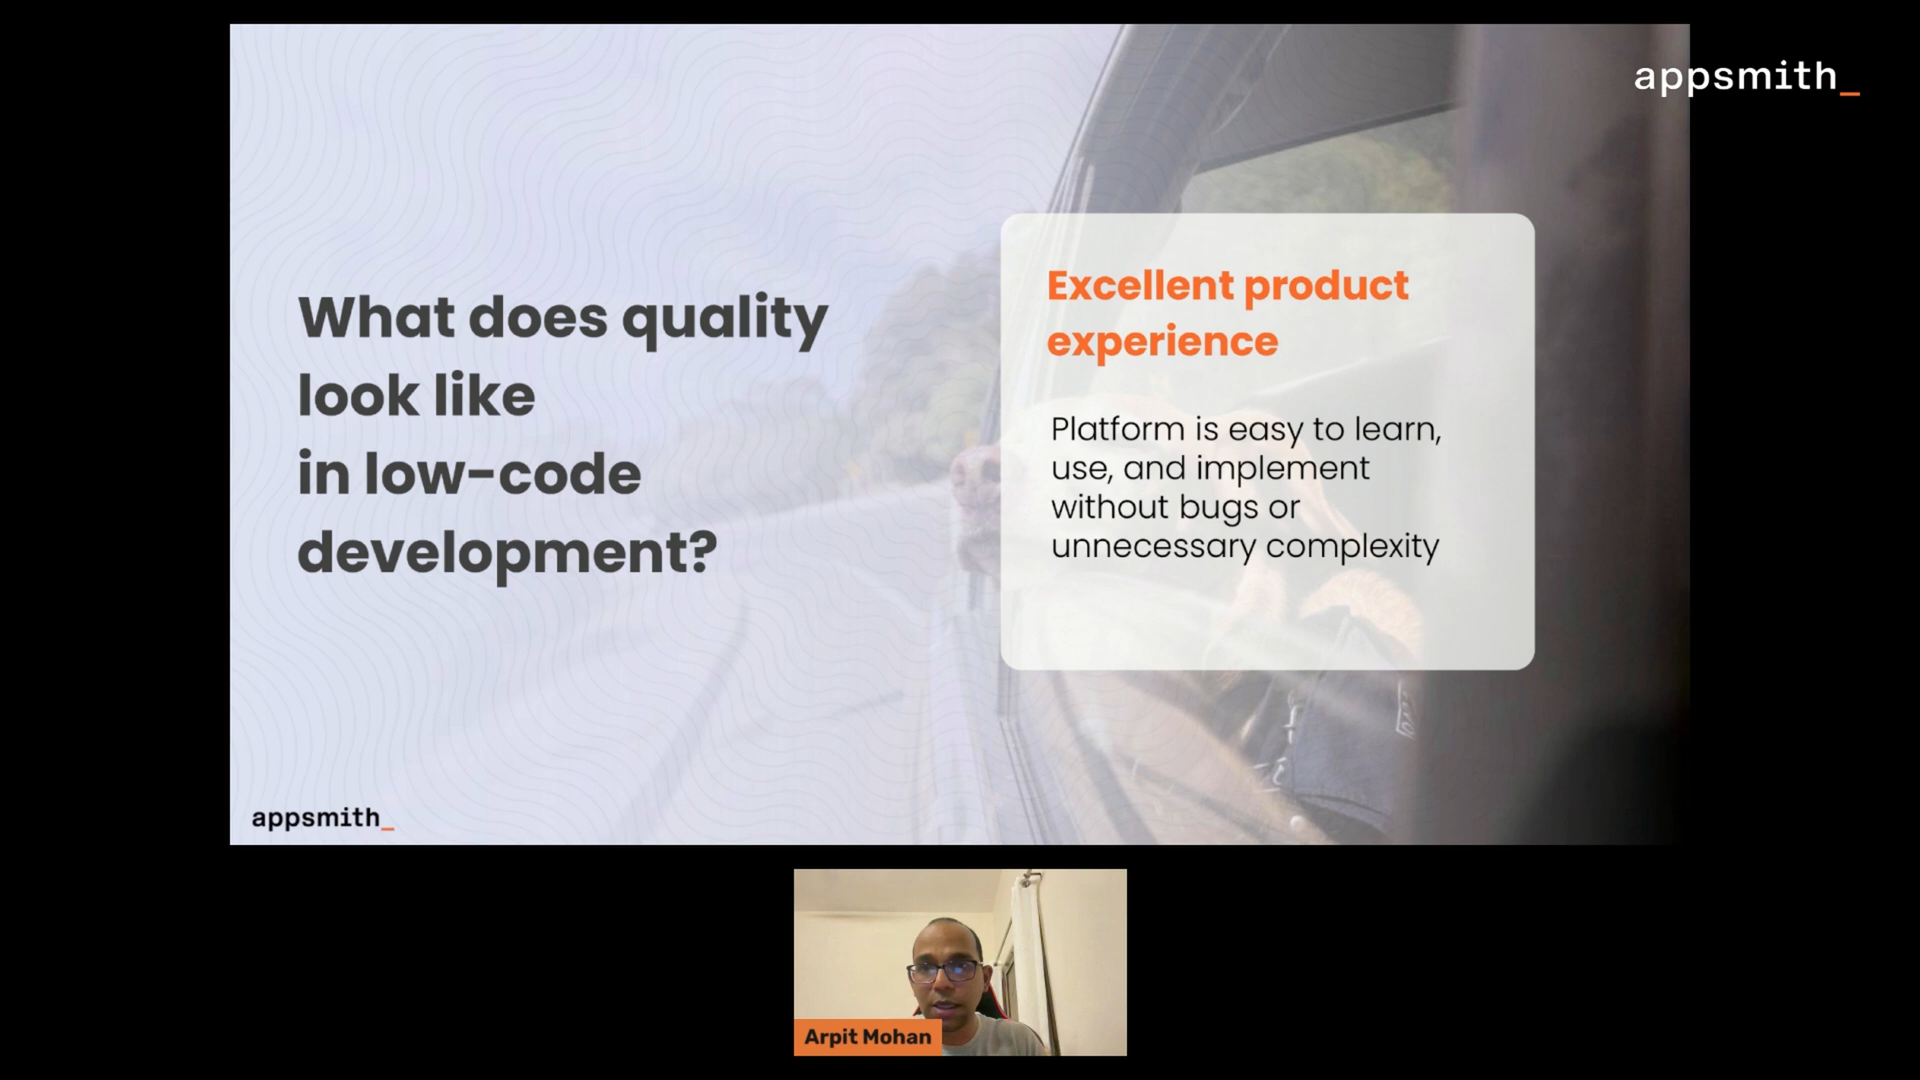 appsmith_
What does quality
look like
in low-code
development?
Excellent product
experience
Platform is easy to learn,
use, and implement
without bugs or
unnecessary complexity
appsmith_
Arpit Mohan